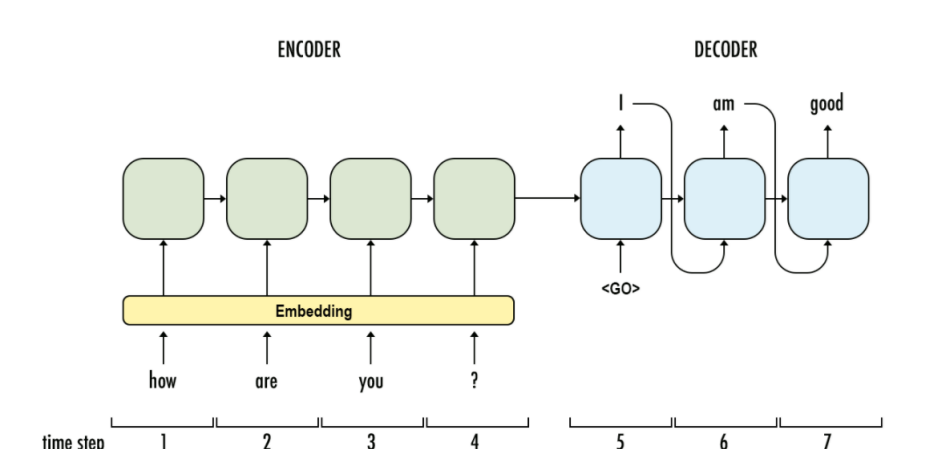 ENCODER DECODER
I am good
<GO>
Embedding
how are you ?
time step 1 2 3 4 5 6 7